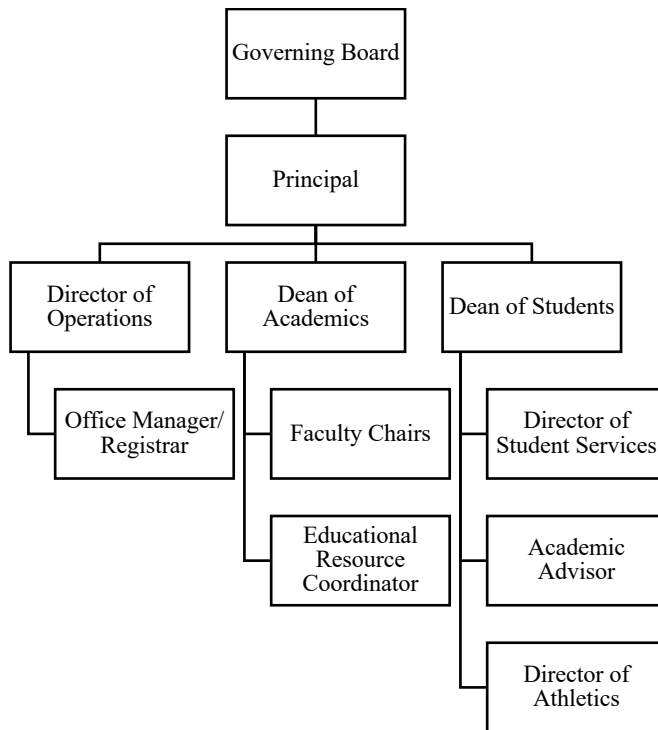 Governing Board
Principal
Director of
Operations
Dean of
Academics
Dean of Students
Office Manager/
Registrar
Faculty Chairs
Director of
Student Services
Educational
Resource
Coordinator
Academic
Advisor
Director of
Athletics